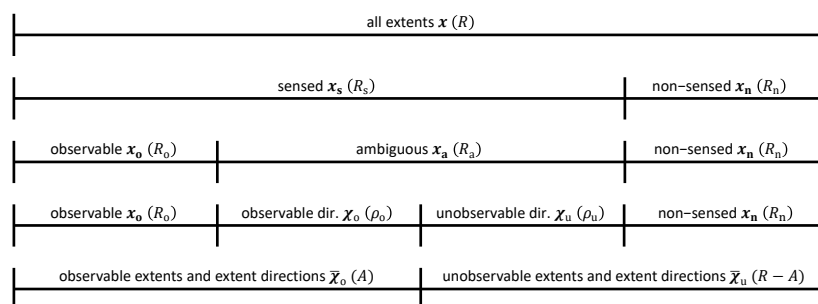 all extents 𝒙 (R)
sensed 𝒙ₛ (Rₛ) non−sensed 𝒙ₙ (Rₙ)
observable 𝒙ₒ (Rₒ) ambiguous 𝒙ₐ (Rₐ) non−sensed 𝒙ₙ (Rₙ)
observable 𝒙ₒ (Rₒ) observable dir. 𝝌ₒ (ρₒ) unobservable dir. 𝝌ᵤ (ρᵤ) non−sensed 𝒙ₙ (Rₙ)
observable extents and extent directions 𝝌̅ₒ (A) unobservable extents and extent directions 𝝌̅ᵤ (R − A)